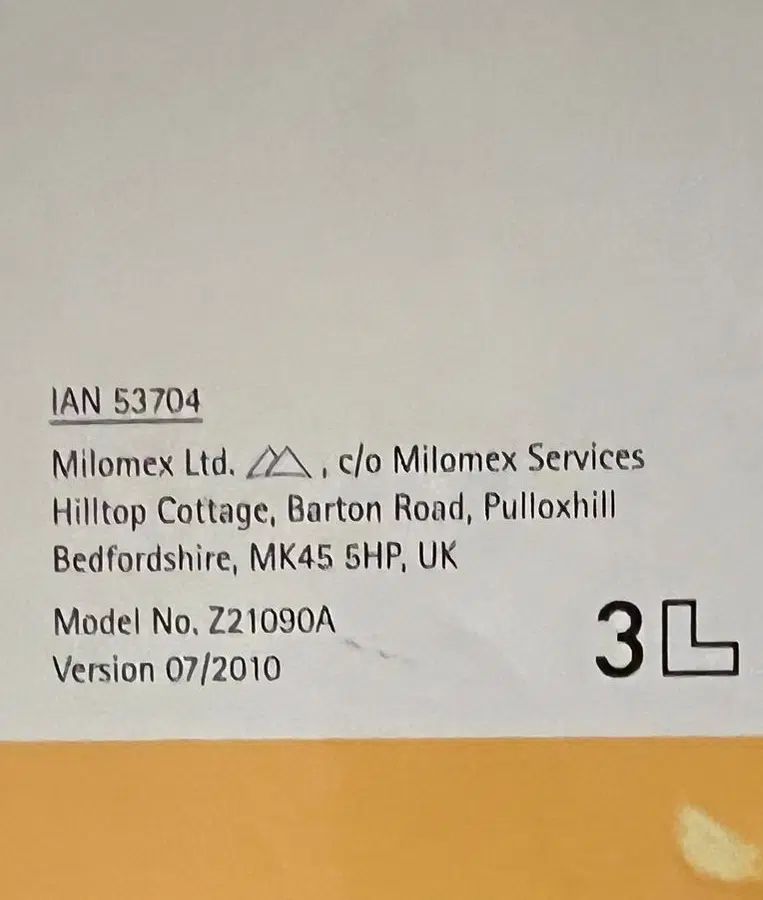 IAN 53704
Milomex Ltd. , c/o Milomex Services
Hilltop Cottage, Barton Road, Pulloxhill
Bedfordshire, MK45 5HP, UK
Model No. Z21090A
Version 07/2010
3L